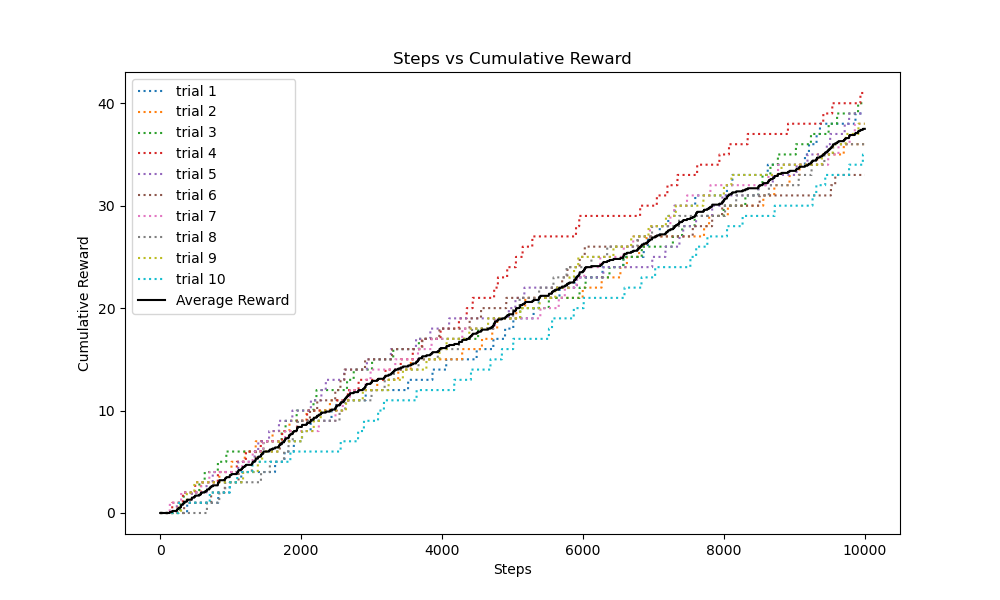 Steps vs Cumulative Reward
trial 1
trial 2
trial 3
trial 4
trial 5
trial 6
trial 7
trial 8
trial 9
trial 10
Average Reward
Cumulative Reward
40
30
20
10
0
0 2000 4000 6000 8000 10000
Steps